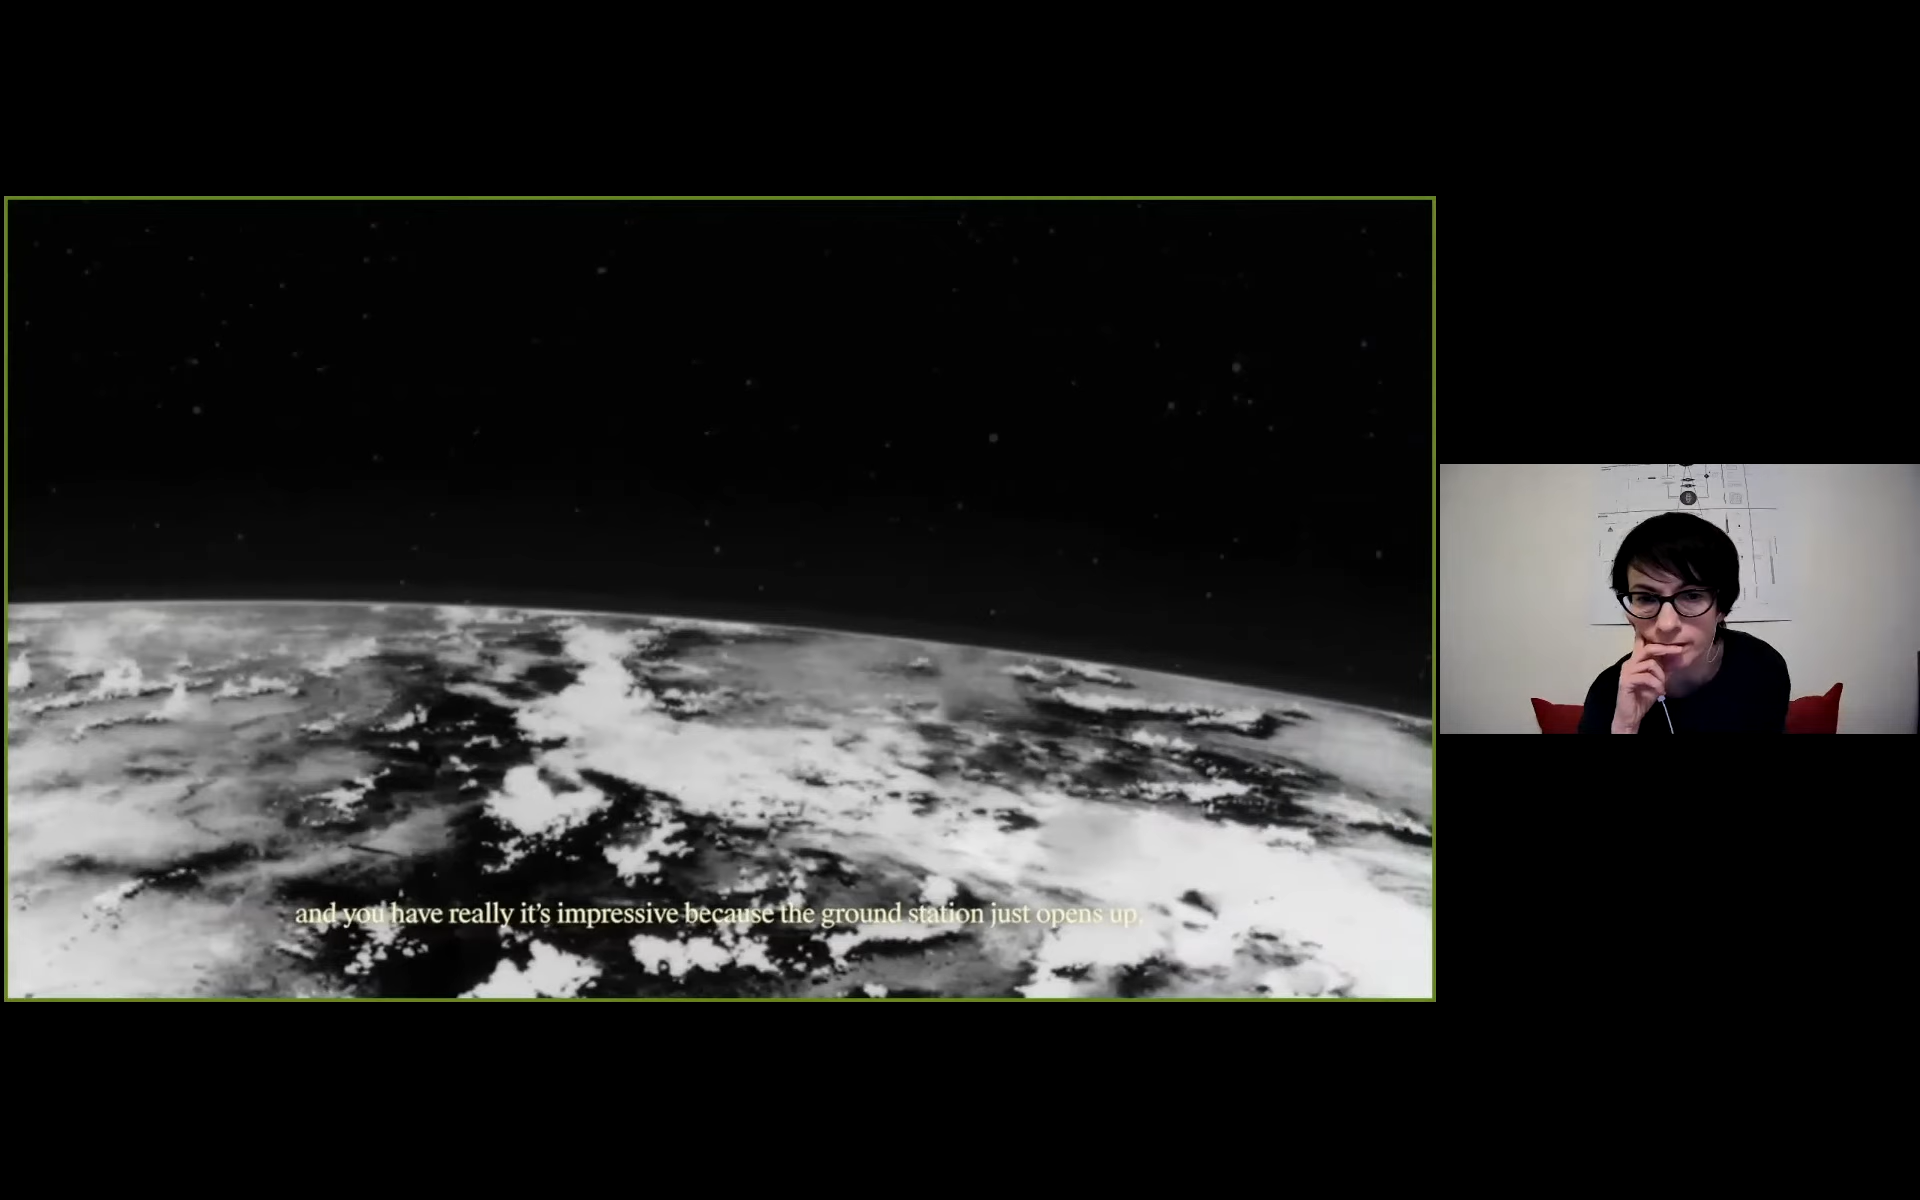 and you have really it's impressive because the ground station just opens up,